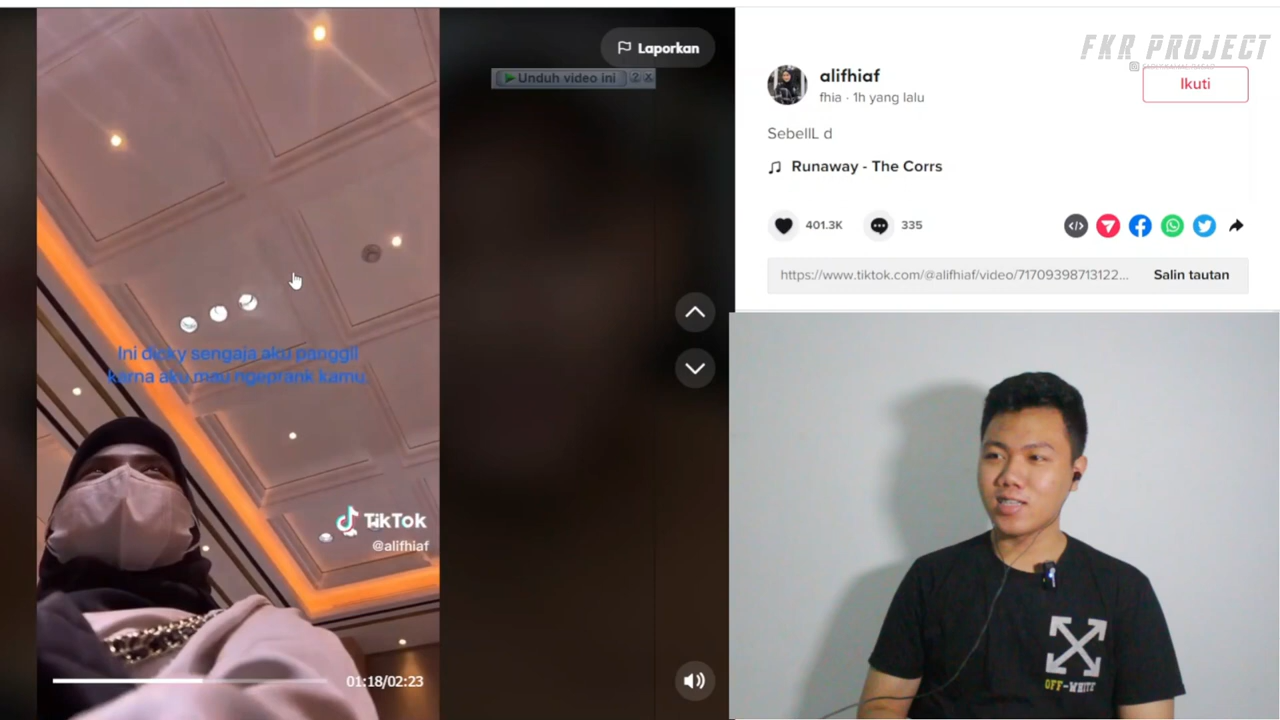 Laporkan
Unduh video ini
Ini dicky sengaja aku panggil
karna aku mau ngeprank kamu
TikTok
@alifhiaf
01:18/02:23
FKR PROJECT
alifhiaf
fhia · 1h yang lalu
Ikuti
SebellL d
Runaway - The Corrs
401.3K
335
https://www.tiktok.com/@alifhiaf/video/71709398713122...
Salin tautan
OFF-WHITE